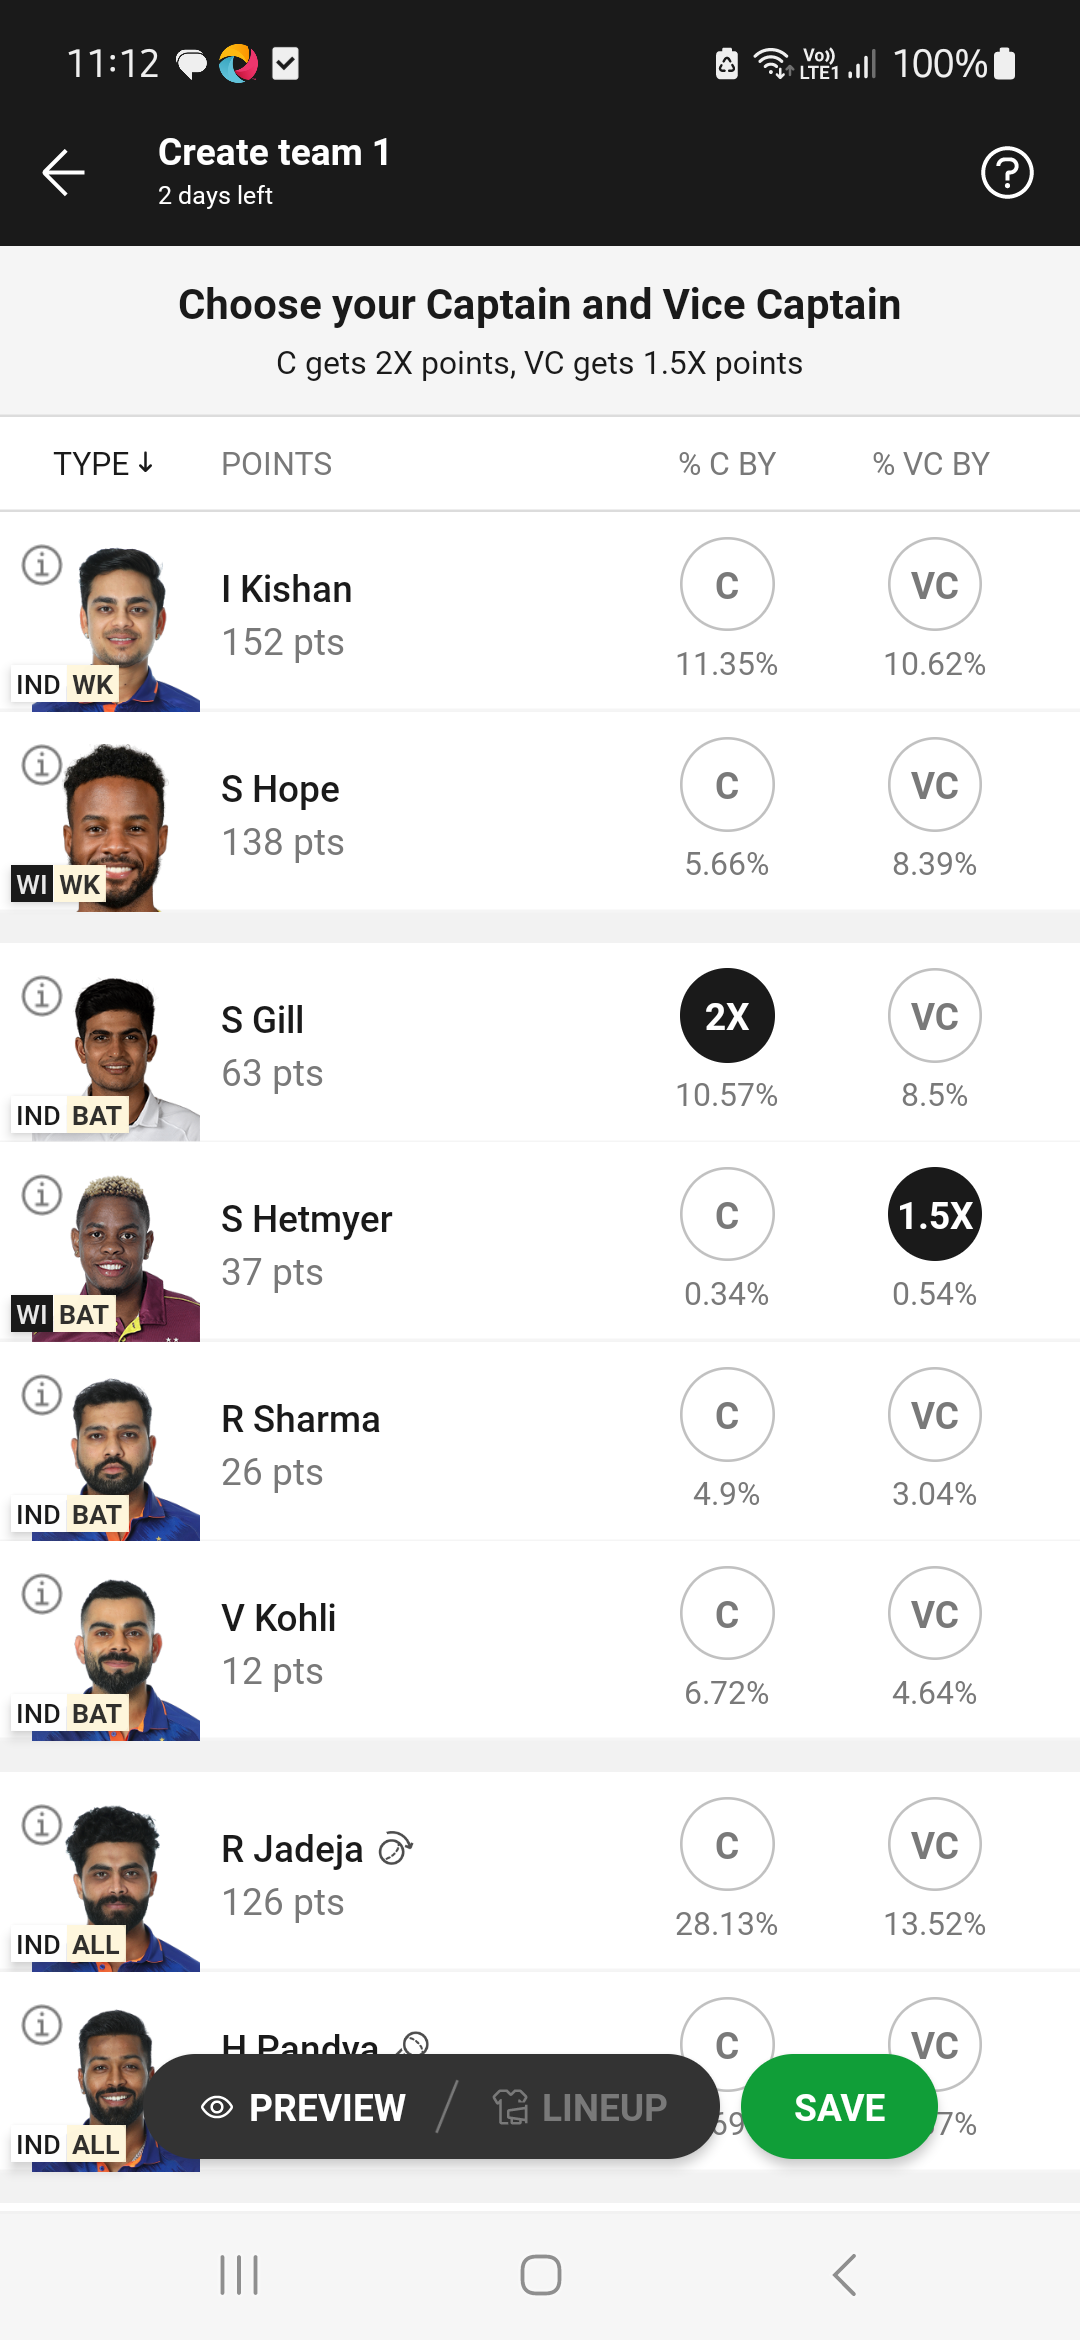 11:12 Vo)) LTE1 100%
Create team 1
2 days left
Choose your Captain and Vice Captain
C gets 2X points, VC gets 1.5X points
TYPE POINTS % C BY % VC BY
I Kishan C VC
152 pts 11.35% 10.62%
IND WK
S Hope C VC
138 pts 5.66% 8.39%
WI WK
S Gill 2X VC
63 pts 10.57% 8.5%
IND BAT
S Hetmyer C 1.5X
37 pts 0.34% 0.54%
WI BAT
R Sharma C VC
26 pts 4.9% 3.04%
IND BAT
V Kohli C VC
12 pts 6.72% 4.64%
IND BAT
R Jadeja C VC
126 pts 28.13% 13.52%
IND ALL
H Pandya C VC
PREVIEW LINEUP SAVE
IND ALL